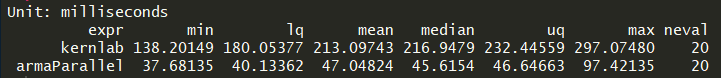 Unit: milliseconds
expr min lq mean median uq max neval
kernlab 138.20149 180.05377 213.09743 216.9479 232.44559 297.07480 20
armaParallel 37.68135 40.13362 47.04824 45.6154 46.64663 97.42135 20